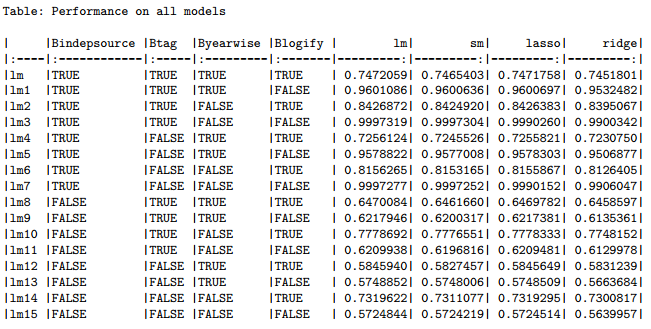 Table: Performance on all models
|      |Bindepsource |Btag  |Byearwise |Blogify |        lm|        sm|     lasso|     ridge|
|:-----|:------------|:-----|:---------|:-------|---------:|---------:|---------:|---------:|
|lm    |TRUE         |TRUE  |TRUE      |TRUE    | 0.7472059| 0.7465403| 0.7471758| 0.7451801|
|lm1   |TRUE         |TRUE  |TRUE      |FALSE   | 0.9601086| 0.9600636| 0.9600697| 0.9532482|
|lm2   |TRUE         |TRUE  |FALSE     |TRUE    | 0.8426872| 0.8424920| 0.8426383| 0.8395067|
|lm3   |TRUE         |TRUE  |FALSE     |FALSE   | 0.9997319| 0.9997304| 0.9990260| 0.9900342|
|lm4   |TRUE         |FALSE |TRUE      |TRUE    | 0.7256124| 0.7245526| 0.7255821| 0.7230750|
|lm5   |TRUE         |FALSE |TRUE      |FALSE   | 0.9578822| 0.9577008| 0.9578303| 0.9506877|
|lm6   |TRUE         |FALSE |FALSE     |TRUE    | 0.8156265| 0.8153165| 0.8155867| 0.8126405|
|lm7   |TRUE         |FALSE |FALSE     |FALSE   | 0.9997277| 0.9997252| 0.9990152| 0.9906047|
|lm8   |FALSE        |TRUE  |TRUE      |TRUE    | 0.6470084| 0.6461660| 0.6469782| 0.6458597|
|lm9   |FALSE        |TRUE  |TRUE      |FALSE   | 0.6217946| 0.6200317| 0.6217381| 0.6135361|
|lm10  |FALSE        |TRUE  |FALSE     |TRUE    | 0.7778692| 0.7776551| 0.7778333| 0.7748152|
|lm11  |FALSE        |TRUE  |FALSE     |FALSE   | 0.6209938| 0.6196816| 0.6209481| 0.6129978|
|lm12  |FALSE        |FALSE |TRUE      |TRUE    | 0.5845940| 0.5827457| 0.5845649| 0.5831239|
|lm13  |FALSE        |FALSE |TRUE      |FALSE   | 0.5748852| 0.5748006| 0.5748509| 0.5663684|
|lm14  |FALSE        |FALSE |FALSE     |TRUE    | 0.7319622| 0.7311077| 0.7319295| 0.7300817|
|lm15  |FALSE        |FALSE |FALSE     |FALSE   | 0.5724844| 0.5724219| 0.5724514| 0.5639957|